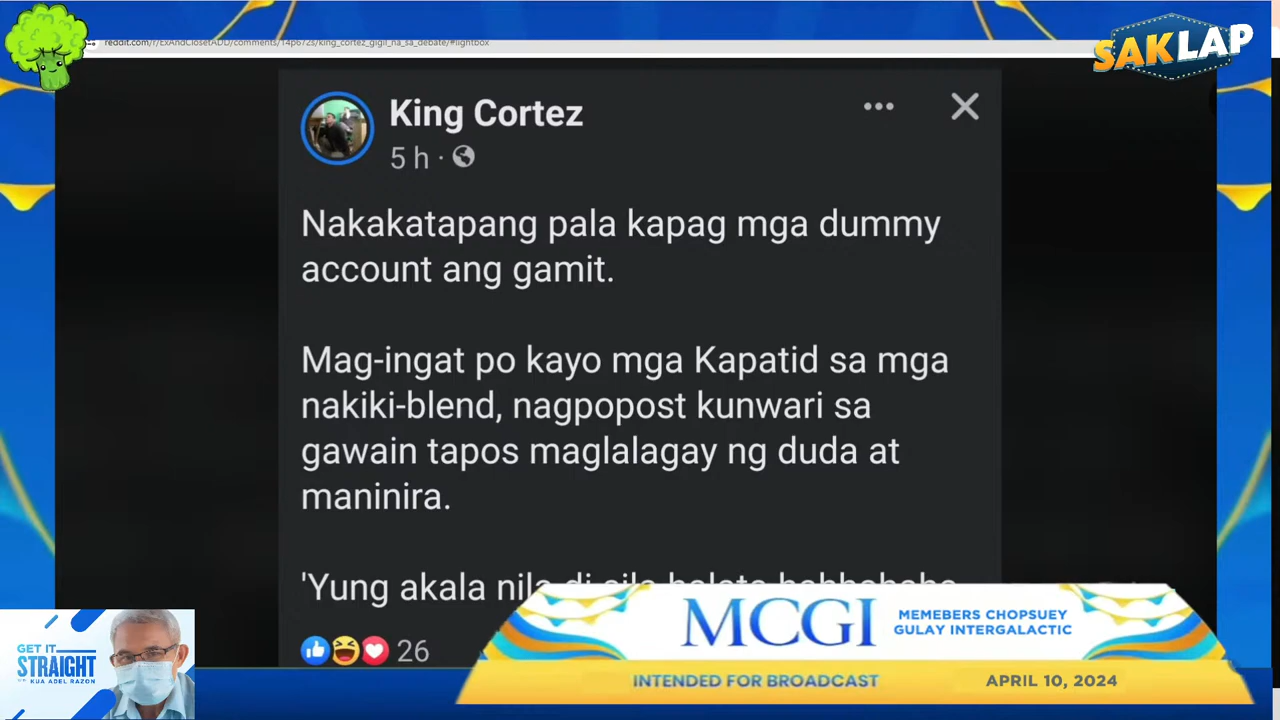 reddit.com/r/ExAndClosetADD/comments/14p672s/king_cortez_gigil_na_sa_debate/#lightbox
SAKLAP
King Cortez
5 h
Nakakatapang pala kapag mga dummy
account ang gamit.
Mag-ingat po kayo mga Kapatid sa mga
nakiki-blend, nagpopost kunwari sa
gawain tapos maglalagay ng duda at
maninira.
'Yung akala nila di sila halata hahhahaha
26
GET IT
STRAIGHT
KUYA ADEL RAZON
MCGI
MEMEBERS CHOPSUEY
GULAY INTERGALACTIC
INTENDED FOR BROADCAST
APRIL 10, 2024